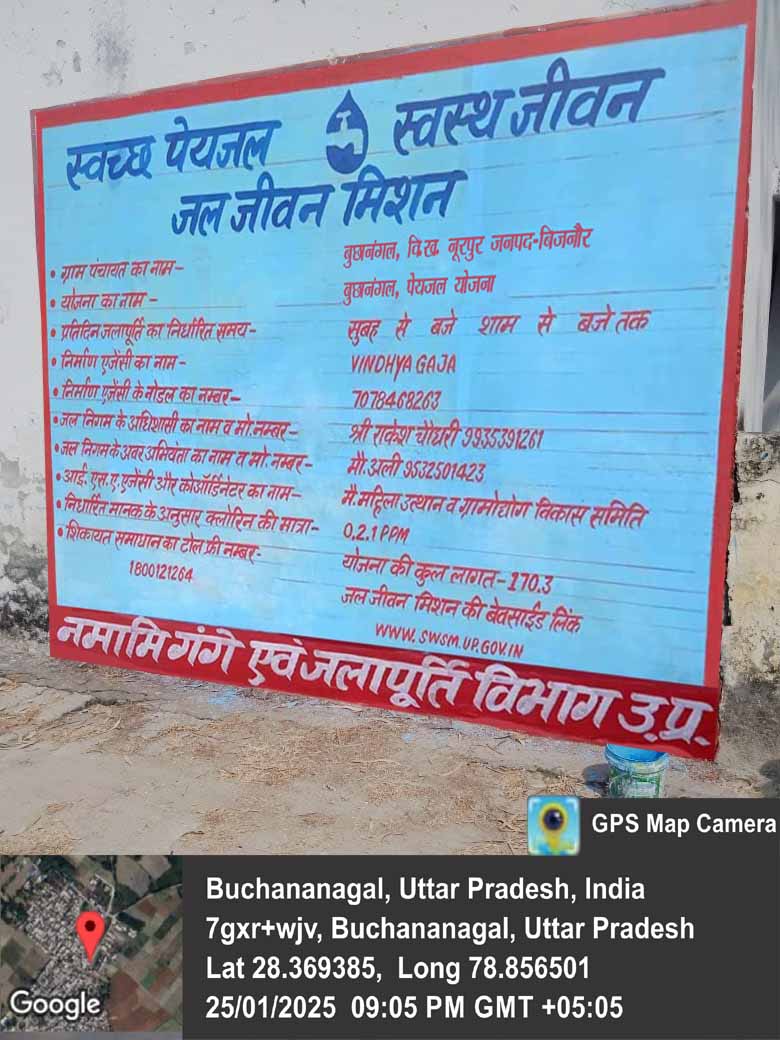 स्वच्छ पेयजल स्वस्थ जीवन
जल जीवन मिशन
• ग्राम पंचायत का नाम- बुछानंगल, वि.ख. नूरपुर जनपद-बिजनौर
• योजना का नाम - बुछानंगल, पेयजल योजना
• प्रतिदिन जलापूर्ति का निर्धारित समय- सुबह से बजे शाम से बजे तक
• निर्माण एजेंसी का नाम - VINDHYA GAJA
• निर्माण एजेंसी के नोडल का नम्बर- 7078468263
• जल निगम के अधिशासी का नाम व मो.नम्बर- श्री राकेश चौधरी 9935391261
• जल निगम के अवर अभियंता का नाम व मो. नम्बर- मौ.अली 9532501423
• आई. एस. ए. एजेंसी और कोऑर्डिनेटर का नाम- मै.महिला उत्थान व ग्रामोद्योग विकास समिति
• निर्धारित मानक के अनुसार क्लोरिन की मात्रा- 0.2.1 PPM
• शिकायत समाधान का टोल फ्री नम्बर- योजना की कुल लागत-170.3
1800121264 जल जीवन मिशन की बेवसाईड लिंक
WWW.SWSM.UP.GOV.IN
नमामि गंगे एवं जलापूर्ति विभाग उ.प्र.
GPS Map Camera
Buchananagal, Uttar Pradesh, India
7gxr+wjv, Buchananagal, Uttar Pradesh
Lat 28.369385, Long 78.856501
25/01/2025 09:05 PM GMT +05:05
Google